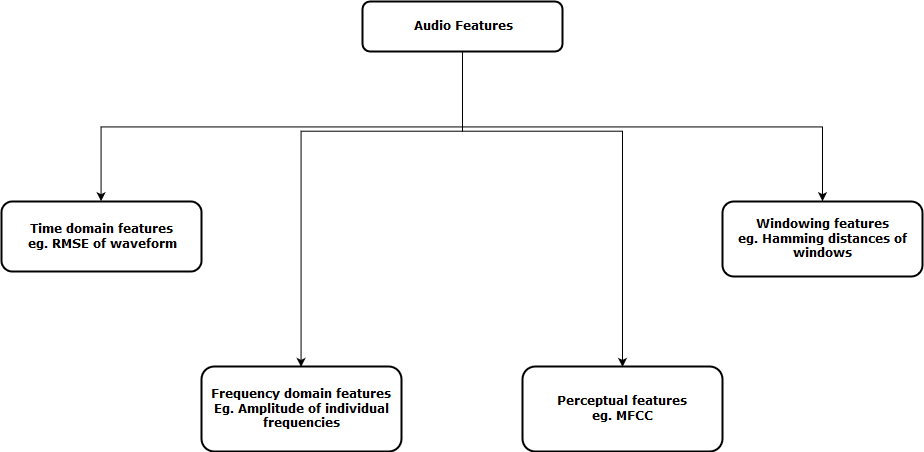 Audio Features
Time domain features
eg. RMSE of waveform
Windowing features
eg. Hamming distances of
windows
Frequency domain features
Eg. Amplitude of individual
frequencies
Perceptual features
eg. MFCC